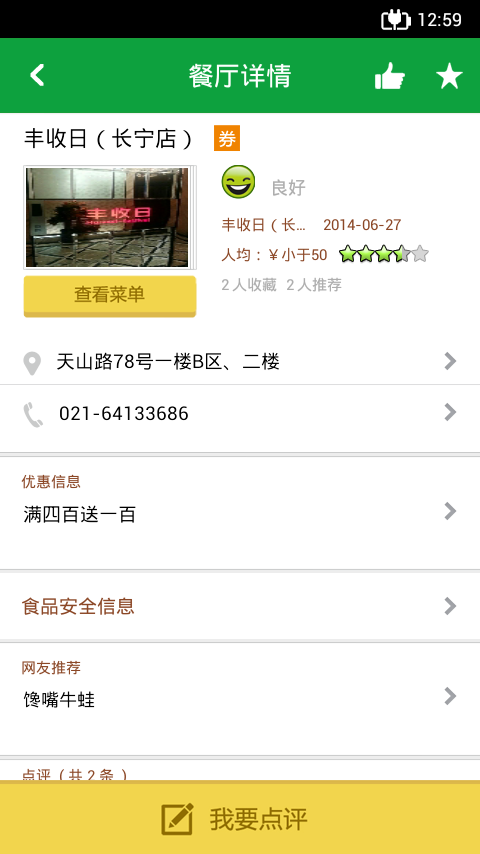 12:59
餐厅详情
丰收日（长宁店） 券
丰收日
良好
丰收日（长... 2014-06-27
人均：￥小于50
2人收藏 2人推荐
查看菜单
天山路78号一楼B区、二楼
021-64133686
优惠信息
满四百送一百
食品安全信息
网友推荐
馋嘴牛蛙
点评（共2条）
我要点评